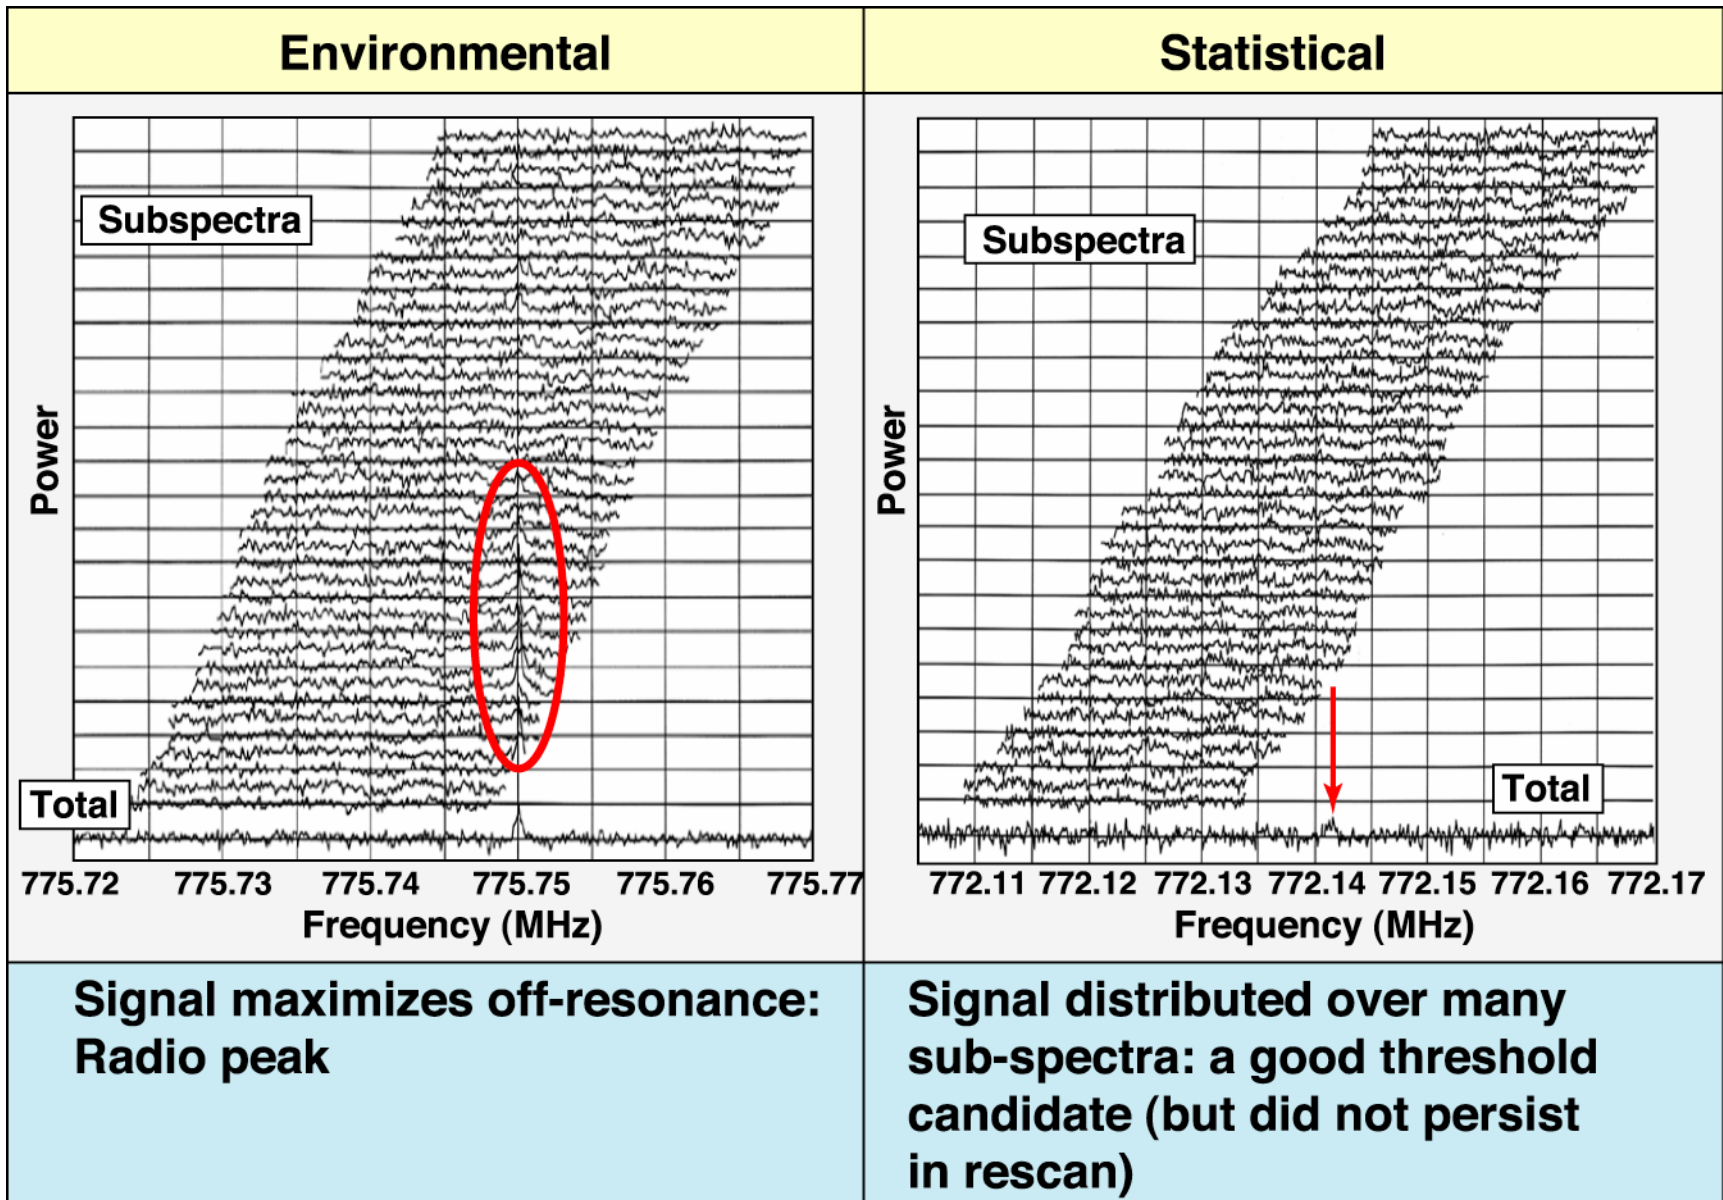 Environmental
Statistical
Subspectra
Subspectra
Power
Power
Total
Total
775.72 775.73 775.74 775.75 775.76 775.77
772.11 772.12 772.13 772.14 772.15 772.16 772.17
Frequency (MHz)
Frequency (MHz)
Signal maximizes off-resonance:
Radio peak
Signal distributed over many
sub-spectra: a good threshold
candidate (but did not persist
in rescan)